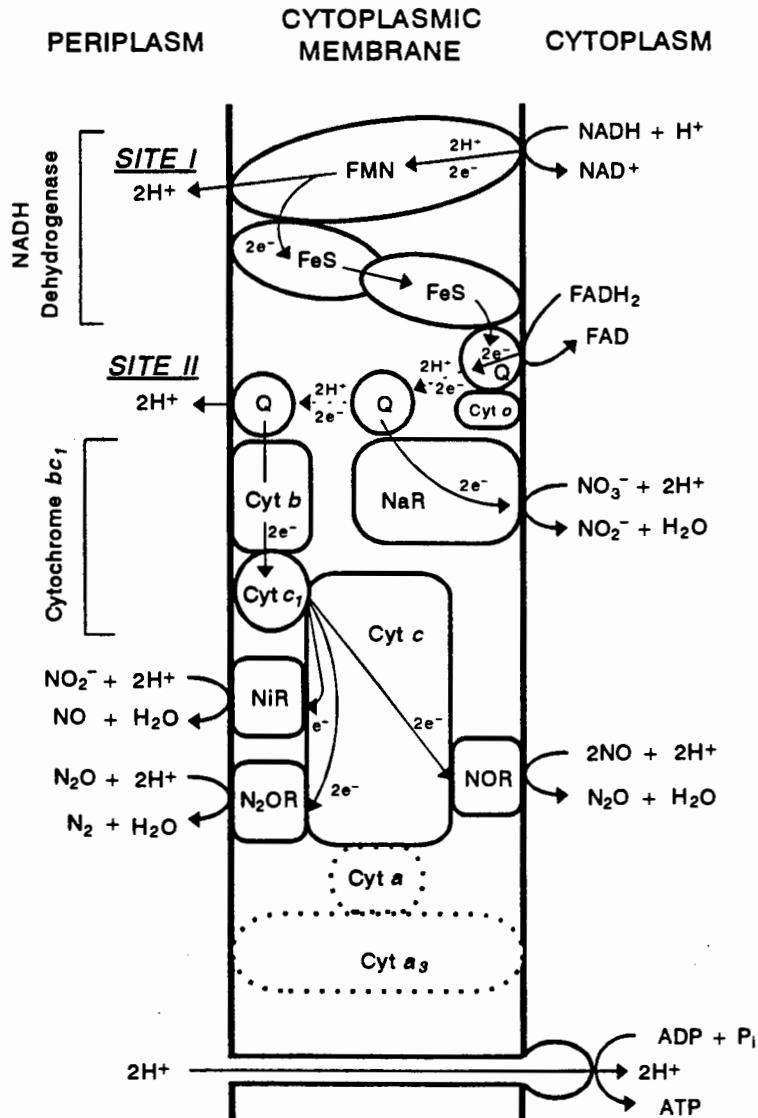 PERIPLASM
CYTOPLASMIC
MEMBRANE
CYTOPLASM
NADH
Dehydrogenase
SITE I
2H⁺
FMN
2H⁺
2e⁻
NADH + H⁺
NAD⁺
2e⁻
FeS
FeS
FADH₂
FAD
2e⁻
Q
SITE II
2H⁺
Q
2H⁺
2e⁻
Q
2H⁺
2e⁻
Cyt o
Cytochrome bc₁
Cyt b
2e⁻
Cyt c₁
NaR
2e⁻
NO₃⁻ + 2H⁺
NO₂⁻ + H₂O
Cyt c
NO₂⁻ + 2H⁺
NO + H₂O
NiR
e⁻
2e⁻
N₂O + 2H⁺
N₂ + H₂O
N₂OR
2e⁻
NOR
2NO + 2H⁺
N₂O + H₂O
Cyt a
Cyt a₃
2H⁺
ADP + Pᵢ
2H⁺
ATP